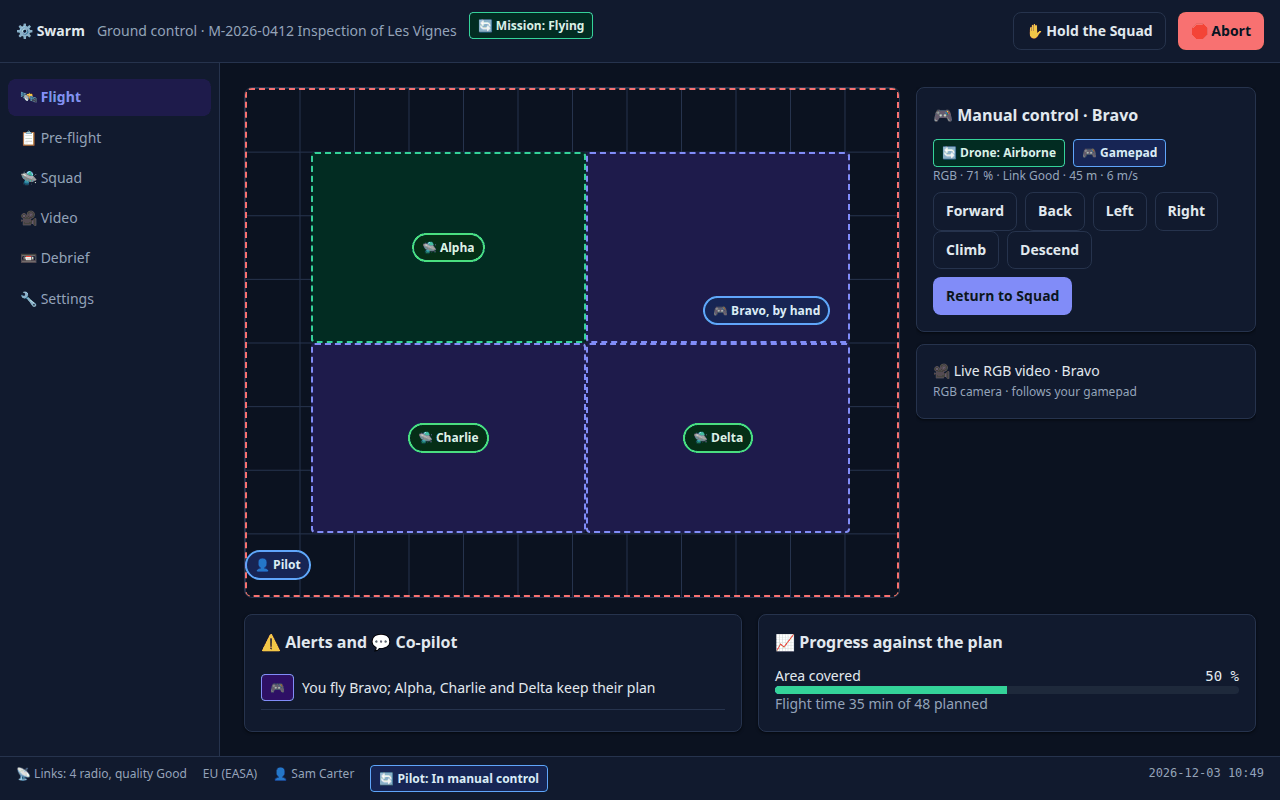 Swarm Ground control · M-2026-0412 Inspection of Les Vignes Mission: Flying Hold the Squad Abort
Flight
Pre-flight
Squad
Video
Debrief
Settings
Alpha
Bravo, by hand
Charlie
Delta
Pilot
Manual control · Bravo
Drone: Airborne Gamepad
RGB · 71 % · Link Good · 45 m · 6 m/s
Forward Back Left Right
Climb Descend
Return to Squad
Live RGB video · Bravo
RGB camera · follows your gamepad
Alerts and Co-pilot
You fly Bravo; Alpha, Charlie and Delta keep their plan
Progress against the plan
Area covered 50 %
Flight time 35 min of 48 planned
Links: 4 radio, quality Good EU (EASA) Sam Carter Pilot: In manual control 2026-12-03 10:49